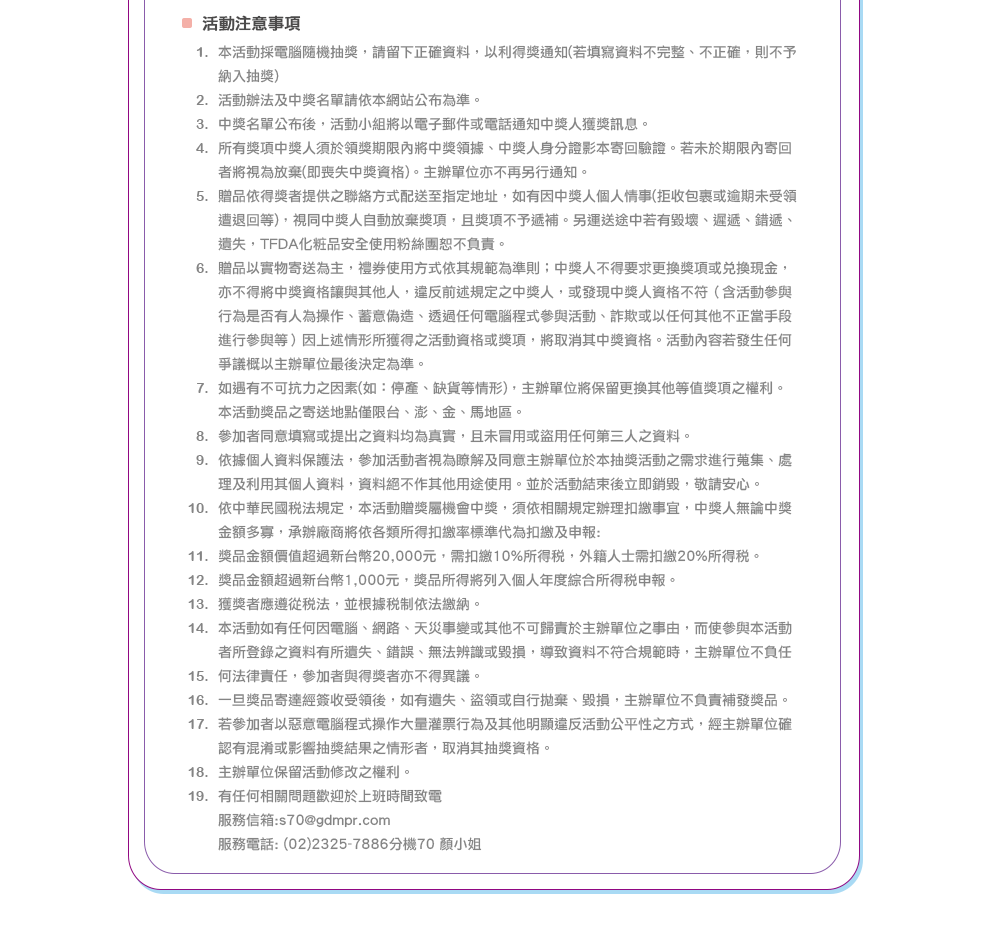 活動注意事項
1. 本活動採電腦隨機抽獎，請留下正確資料，以利得獎通知(若填寫資料不完整、不正確，則不予
納入抽獎)
2. 活動辦法及中獎名單請依本網站公布為準。
3. 中獎名單公布後，活動小組將以電子郵件或電話通知中獎人獲獎訊息。
4. 所有獎項中獎人須於領獎期限內將中獎領據、中獎人身分證影本寄回驗證。若未於期限內寄回
者將視為放棄(即喪失中獎資格)。主辦單位亦不再另行通知。
5. 贈品依得獎者提供之聯絡方式配送至指定地址，如有因中獎人個人情事(拒收包裹或逾期未受領
遭退回等)，視同中獎人自動放棄獎項，且獎項不予遞補。另運送途中若有毀壞、遲遞、錯遞、
遺失，TFDA化粧品安全使用粉絲團恕不負責。
6. 贈品以實物寄送為主，禮券使用方式依其規範為準則；中獎人不得要求更換獎項或兌換現金，
亦不得將中獎資格讓與其他人，違反前述規定之中獎人，或發現中獎人資格不符（含活動參與
行為是否有人為操作、蓄意偽造、透過任何電腦程式參與活動、詐欺或以任何其他不正當手段
進行參與等）因上述情形所獲得之活動資格或獎項，將取消其中獎資格。活動內容若發生任何
爭議概以主辦單位最後決定為準。
7. 如遇有不可抗力之因素(如：停產、缺貨等情形)，主辦單位將保留更換其他等值獎項之權利。
本活動獎品之寄送地點僅限台、澎、金、馬地區。
8. 參加者同意填寫或提出之資料均為真實，且未冒用或盜用任何第三人之資料。
9. 依據個人資料保護法，參加活動者視為瞭解及同意主辦單位於本抽獎活動之需求進行蒐集、處
理及利用其個人資料，資料絕不作其他用途使用。並於活動結束後立即銷毀，敬請安心。
10. 依中華民國税法規定，本活動贈獎屬機會中獎，須依相關規定辦理扣繳事宜，中獎人無論中獎
金額多寡，承辦廠商將依各類所得扣繳率標準代為扣繳及申報:
11. 獎品金額價值超過新台幣20,000元，需扣繳10%所得税，外籍人士需扣繳20%所得税。
12. 獎品金額超過新台幣1,000元，獎品所得將列入個人年度綜合所得税申報。
13. 獲獎者應遵從税法，並根據税制依法繳納。
14. 本活動如有任何因電腦、網路、天災事變或其他不可歸責於主辦單位之事由，而使參與本活動
者所登錄之資料有所遺失、錯誤、無法辨識或毀損，導致資料不符合規範時，主辦單位不負任
15. 何法律責任，參加者與得獎者亦不得異議。
16. 一旦獎品寄達經簽收受領後，如有遺失、盜領或自行拋棄、毀損，主辦單位不負責補發獎品。
17. 若參加者以惡意電腦程式操作大量灌票行為及其他明顯違反活動公平性之方式，經主辦單位確
認有混淆或影響抽獎結果之情形者，取消其抽獎資格。
18. 主辦單位保留活動修改之權利。
19. 有任何相關問題歡迎於上班時間致電
服務信箱:s70@gdmpr.com
服務電話: (02)2325-7886分機70 顏小姐